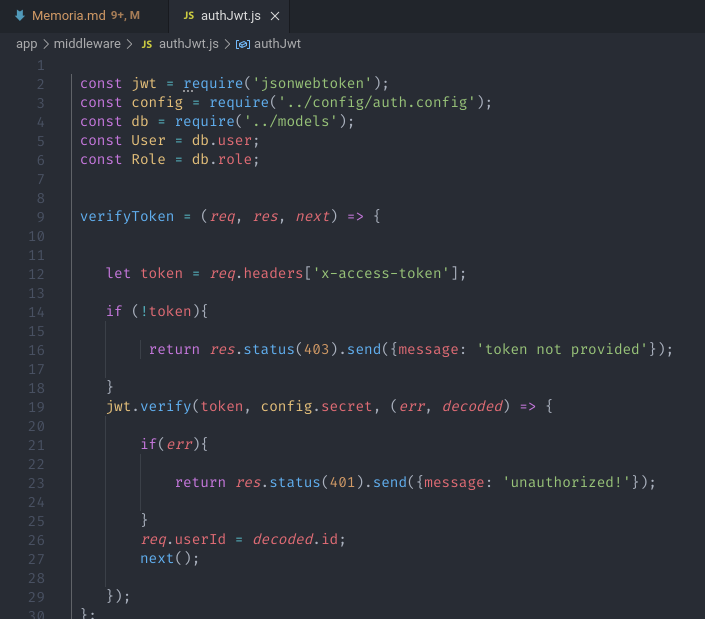 Memoria.md 9+, M JS authJwt.js ×
app > middleware > JS authJwt.js > authJwt
1
2 const jwt = require('jsonwebtoken');
3 const config = require('../config/auth.config');
4 const db = require('../models');
5 const User = db.user;
6 const Role = db.role;
7
8
9 verifyToken = (req, res, next) => {
10
11
12 let token = req.headers['x-access-token'];
13
14 if (!token){
15
16 return res.status(403).send({message: 'token not provided'});
17
18 }
19 jwt.verify(token, config.secret, (err, decoded) => {
20
21 if(err){
22
23 return res.status(401).send({message: 'unauthorized!'});
24
25 }
26 req.userId = decoded.id;
27 next();
28
29 });
30 };